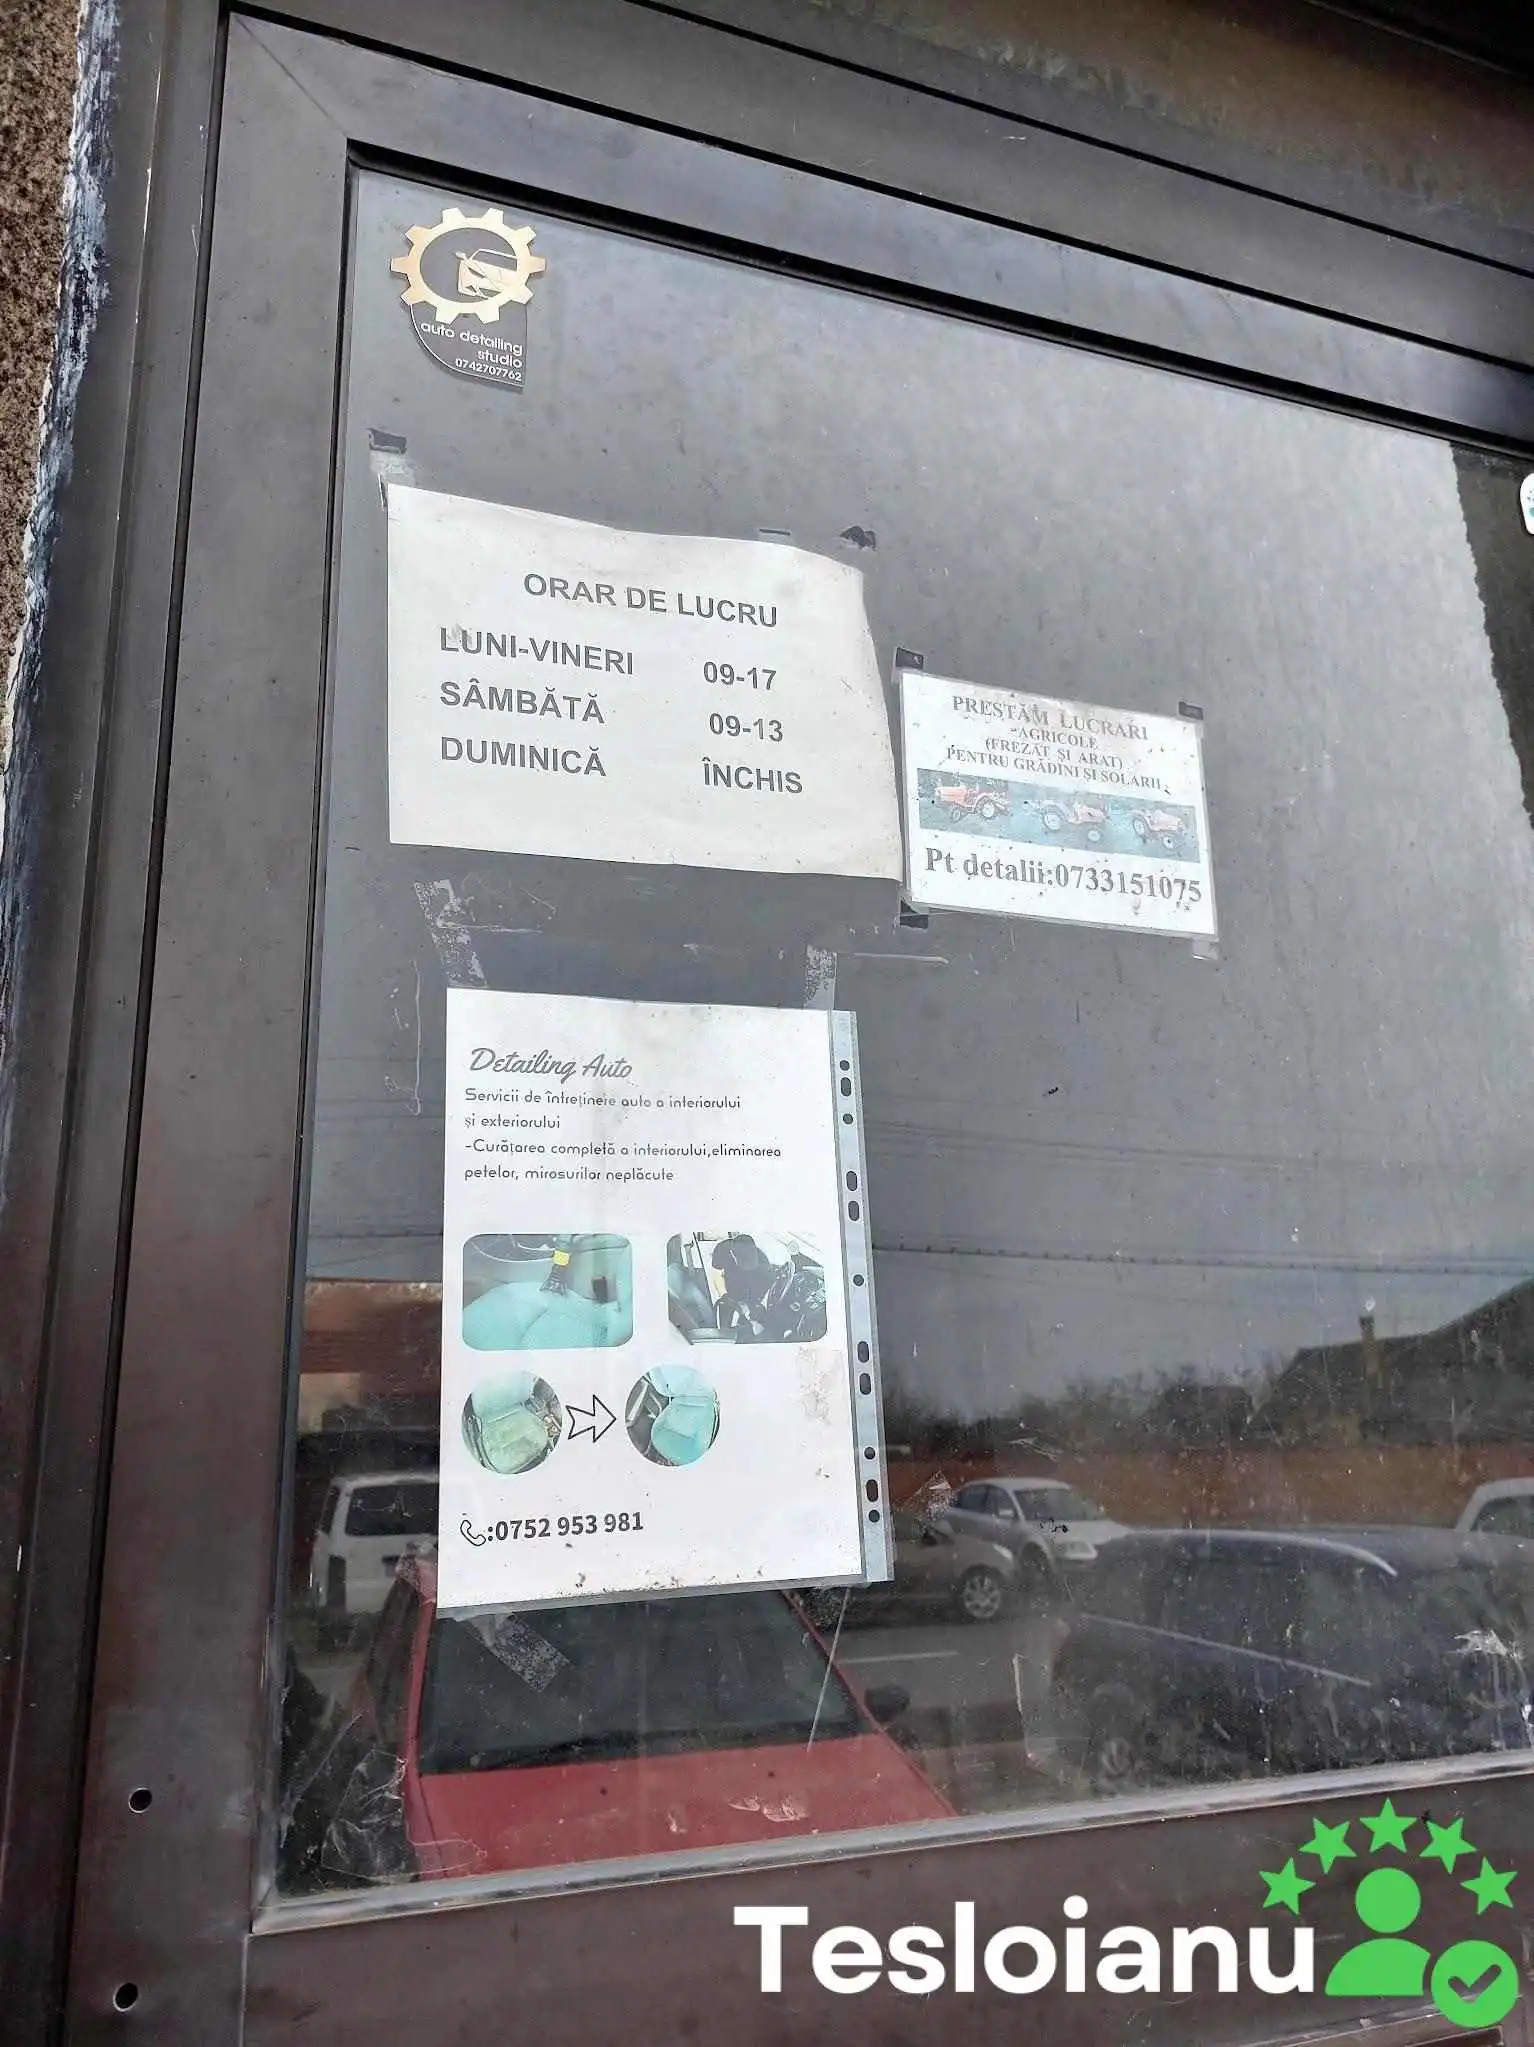 auto detailing
studio
0742707762
ORAR DE LUCRU
LUNI-VINERI 09-17
SÂMBĂTĂ 09-13
DUMINICĂ ÎNCHIS
PRESTĂM LUCRARI
AGRICOLE
(FREZAT ȘI ARAT)
PENTRU GRĂDINI ȘI SOLARII
Pt detalii:0733151075
Detailing Auto
Servicii de întreținere auto a interiorului
și exteriorului
-Curățarea completă a interiorului,eliminarea
petelor, mirosurilor neplăcute
:0752 953 981
Tesloianu